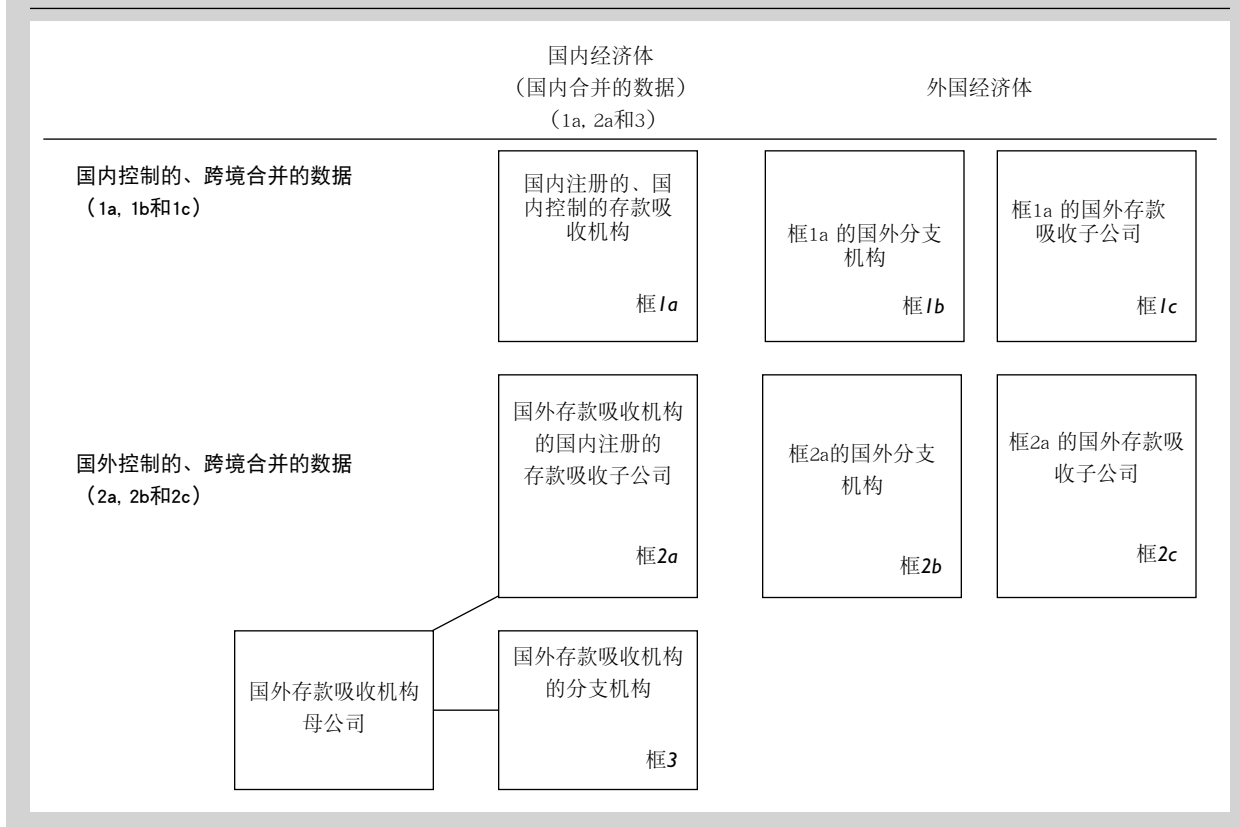 国内经济体
（国内合并的数据）
（1a, 2a和3）
外国经济体
国内控制的、跨境合并的数据
（1a, 1b和1c）
国内注册的、国
内控制的存款吸
收机构
框1a
框1a 的国外分支
机构
框1b
框1a 的国外存款
吸收子公司
框1c
国外控制的、跨境合并的数据
（2a, 2b和2c）
国外存款吸收机构
的国内注册的
存款吸收子公司
框2a
框2a的国外分支
机构
框2b
框2a 的国外存款吸
收子公司
框2c
国外存款吸收机构
母公司
国外存款吸收机构
的分支机构
框3